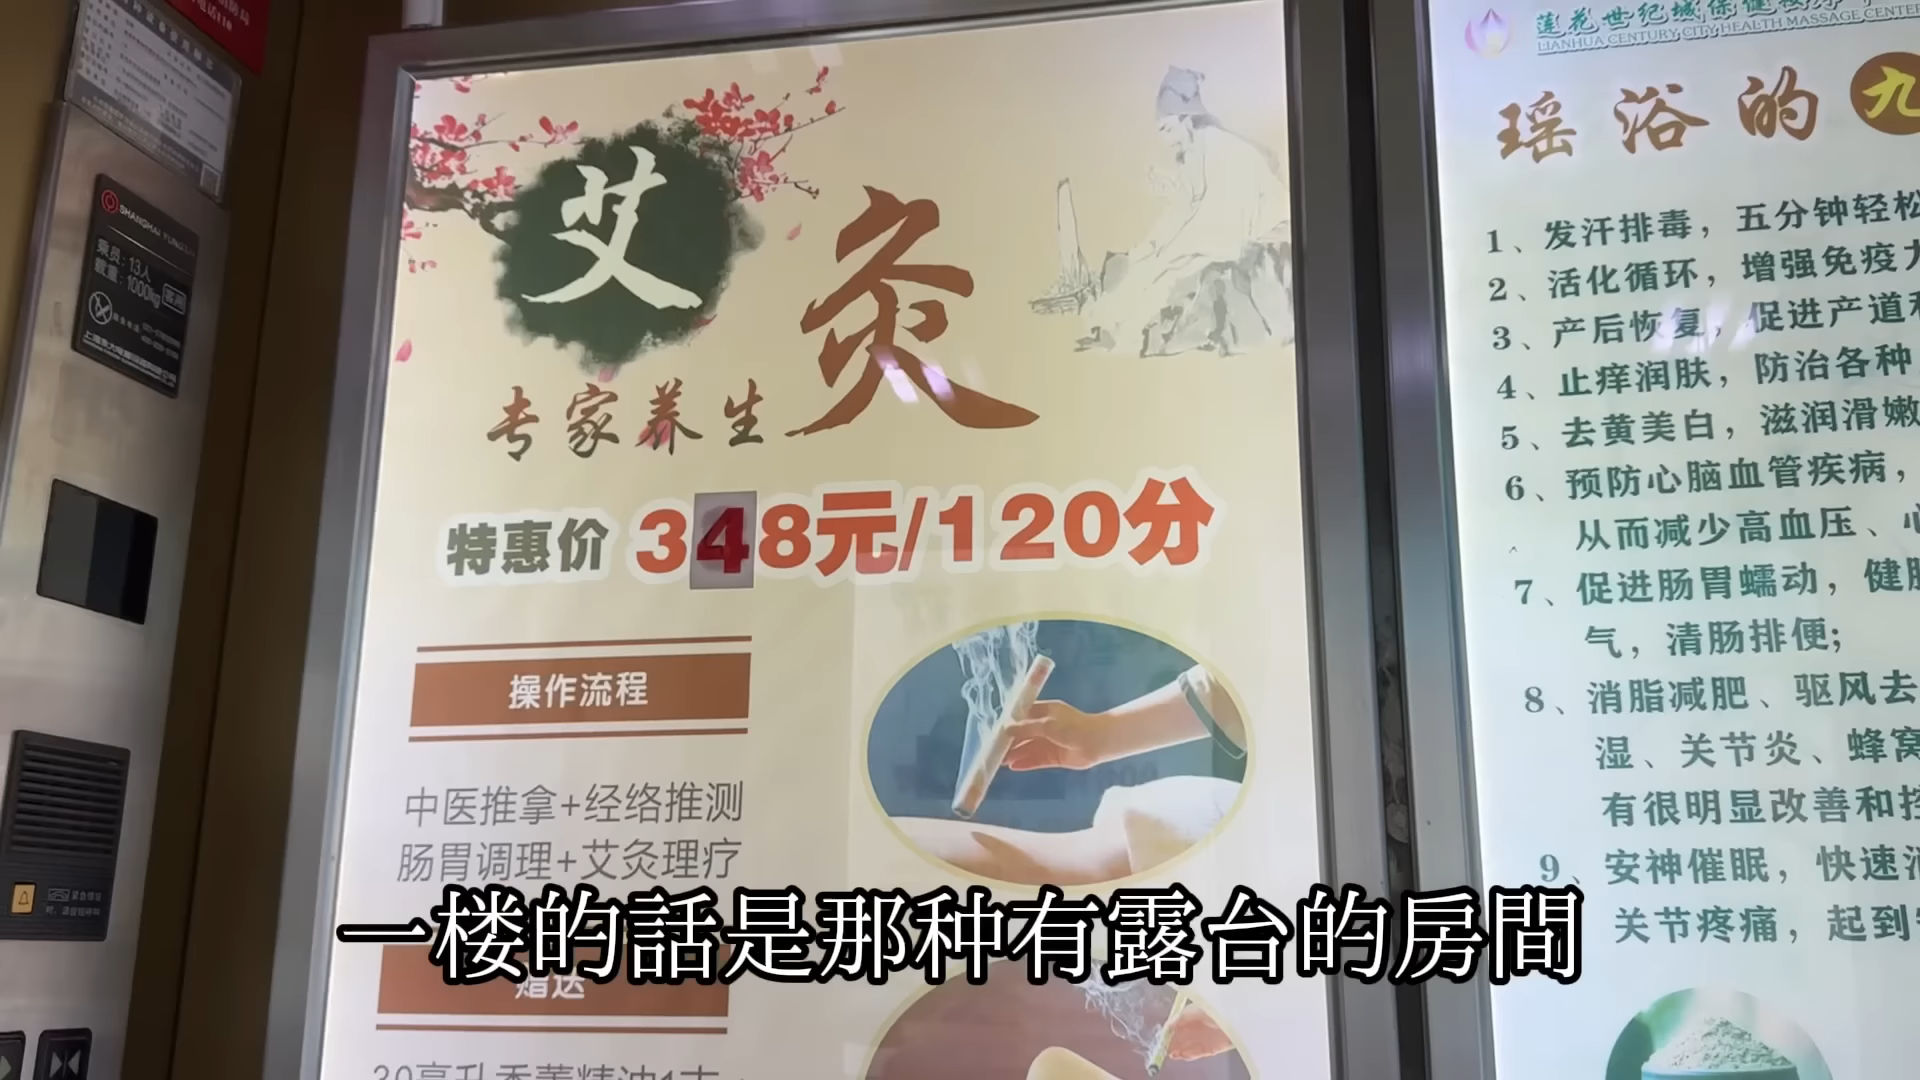 SHANGHAI YUNG
乘员：13人
载重：1000kg
客用
艾
灸
专家养生
特惠价 348元/120分
操作流程
中医推拿+经络推测
肠胃调理+艾灸理疗
赠送
莲花世纪城保健按摩中
LIANHUA CENTURY CITY HEALTH MASSAGE CENTER
瑶浴的九
1、发汗排毒，五分钟轻松
2、活化循环，增强免疫力
3、产后恢复，促进产道
4、止痒润肤，防治各种
5、去黄美白，滋润滑嫩
6、预防心脑血管疾病，
从而减少高血压、心
7、促进肠胃蠕动，健
气，清肠排便;
8、消脂减肥、驱风去
湿、关节炎、蜂窝
有很明显改善和控
9、安神催眠，快速消
关节疼痛，起到
一楼的話是那种有露台的房間